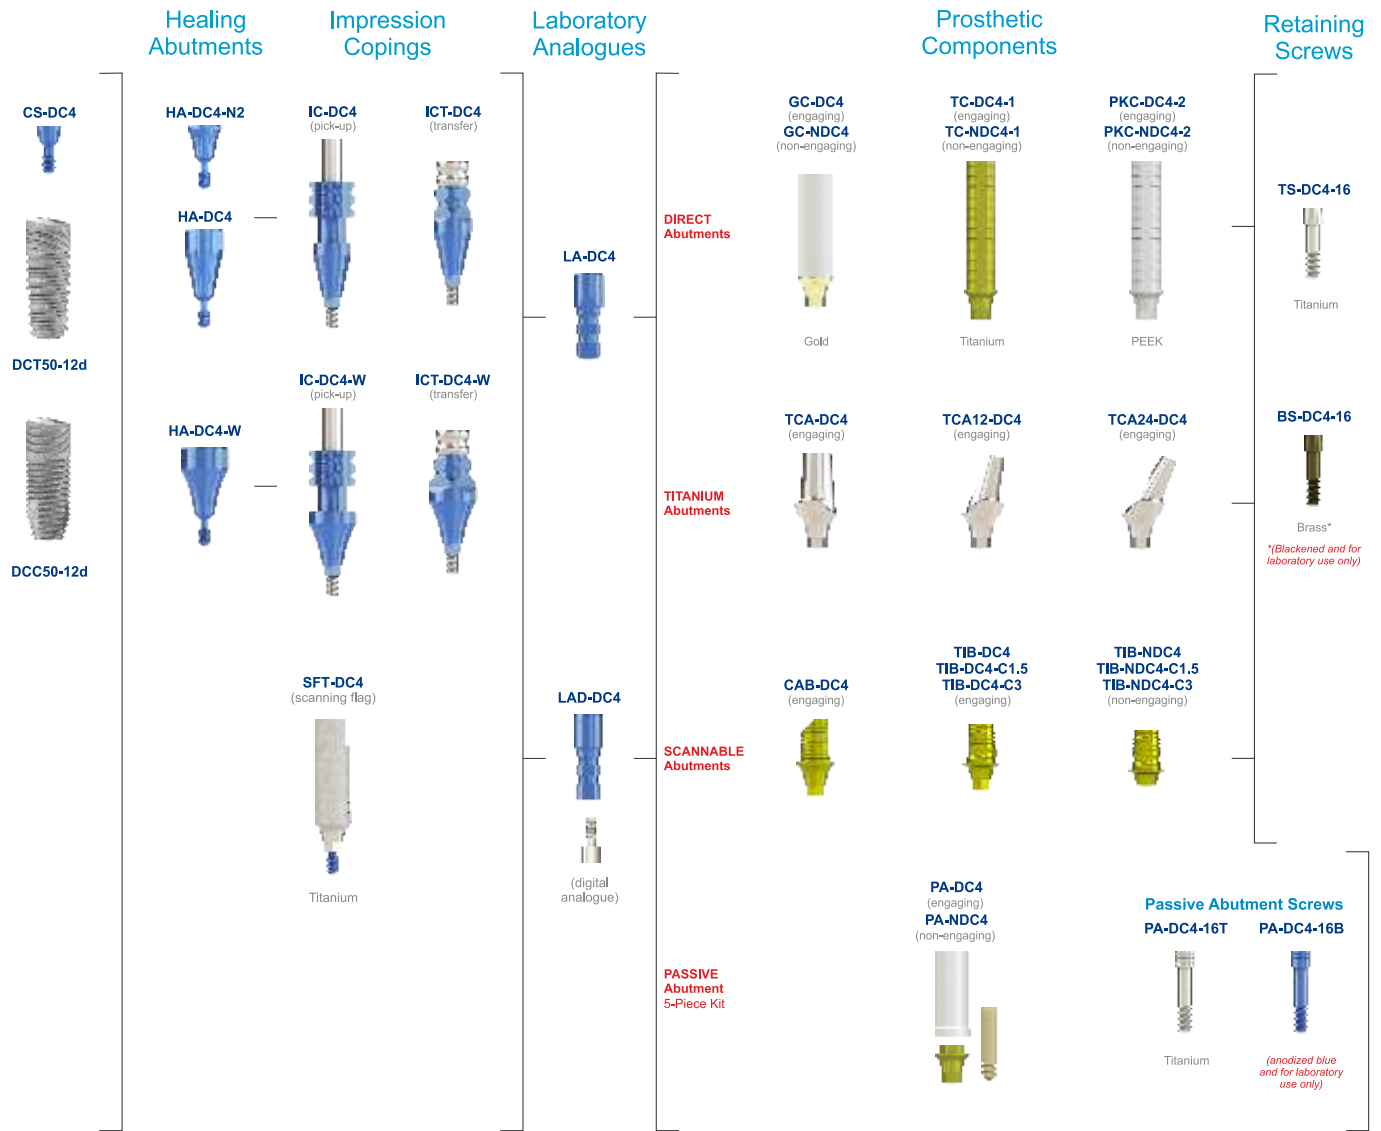 Healing
Abutments
Impression
Copings
Laboratory
Analogues
Prosthetic
Components
Retaining
Screws
CS-DC4
DCT50-12d
DCC50-12d
HA-DC4-N2
HA-DC4
HA-DC4-W
IC-DC4
(pick-up)
ICT-DC4
(transfer)
IC-DC4-W
(pick-up)
ICT-DC4-W
(transfer)
SFT-DC4
(scanning flag)
Titanium
LA-DC4
LAD-DC4
(digital
analogue)
DIRECT
Abutments
GC-DC4
(engaging)
GC-NDC4
(non-engaging)
Gold
TC-DC4-1
(engaging)
TC-NDC4-1
(non-engaging)
Titanium
PKC-DC4-2
(engaging)
PKC-NDC4-2
(non-engaging)
PEEK
TITANIUM
Abutments
TCA-DC4
(engaging)
TCA12-DC4
(engaging)
TCA24-DC4
(engaging)
SCANNABLE
Abutments
CAB-DC4
(engaging)
TIB-DC4
TIB-DC4-C1.5
TIB-DC4-C3
(engaging)
TIB-NDC4
TIB-NDC4-C1.5
TIB-NDC4-C3
(non-engaging)
PASSIVE
Abutment
5-Piece Kit
PA-DC4
(engaging)
PA-NDC4
(non-engaging)
TS-DC4-16
Titanium
BS-DC4-16
Brass*
*(Blackened and for
laboratory use only)
Passive Abutment Screws
PA-DC4-16T
Titanium
PA-DC4-16B
(anodized blue
and for laboratory
use only)